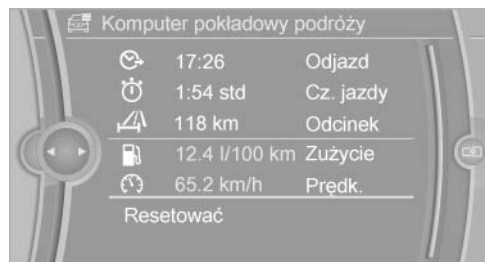 Komputer pokładowy podróży
17:26 Odjazd
1:54 std Cz. jazdy
118 km Odcinek
12.4 l/100 km Zużycie
65.2 km/h Prędk.
Resetować